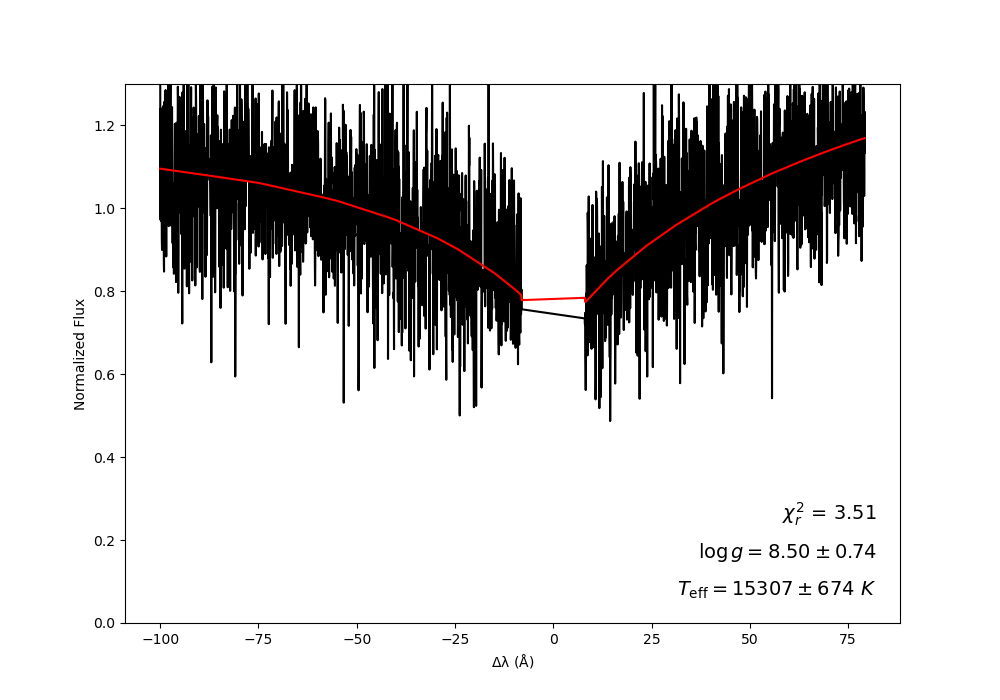 Normalized Flux
1.2
1.0
0.8
0.6
0.4
0.2
0.0
χ²ᵣ = 3.51
log g = 8.50 ± 0.74
T_eff = 15307 ± 674 K
−100 −75 −50 −25 0 25 50 75
Δλ (Å)